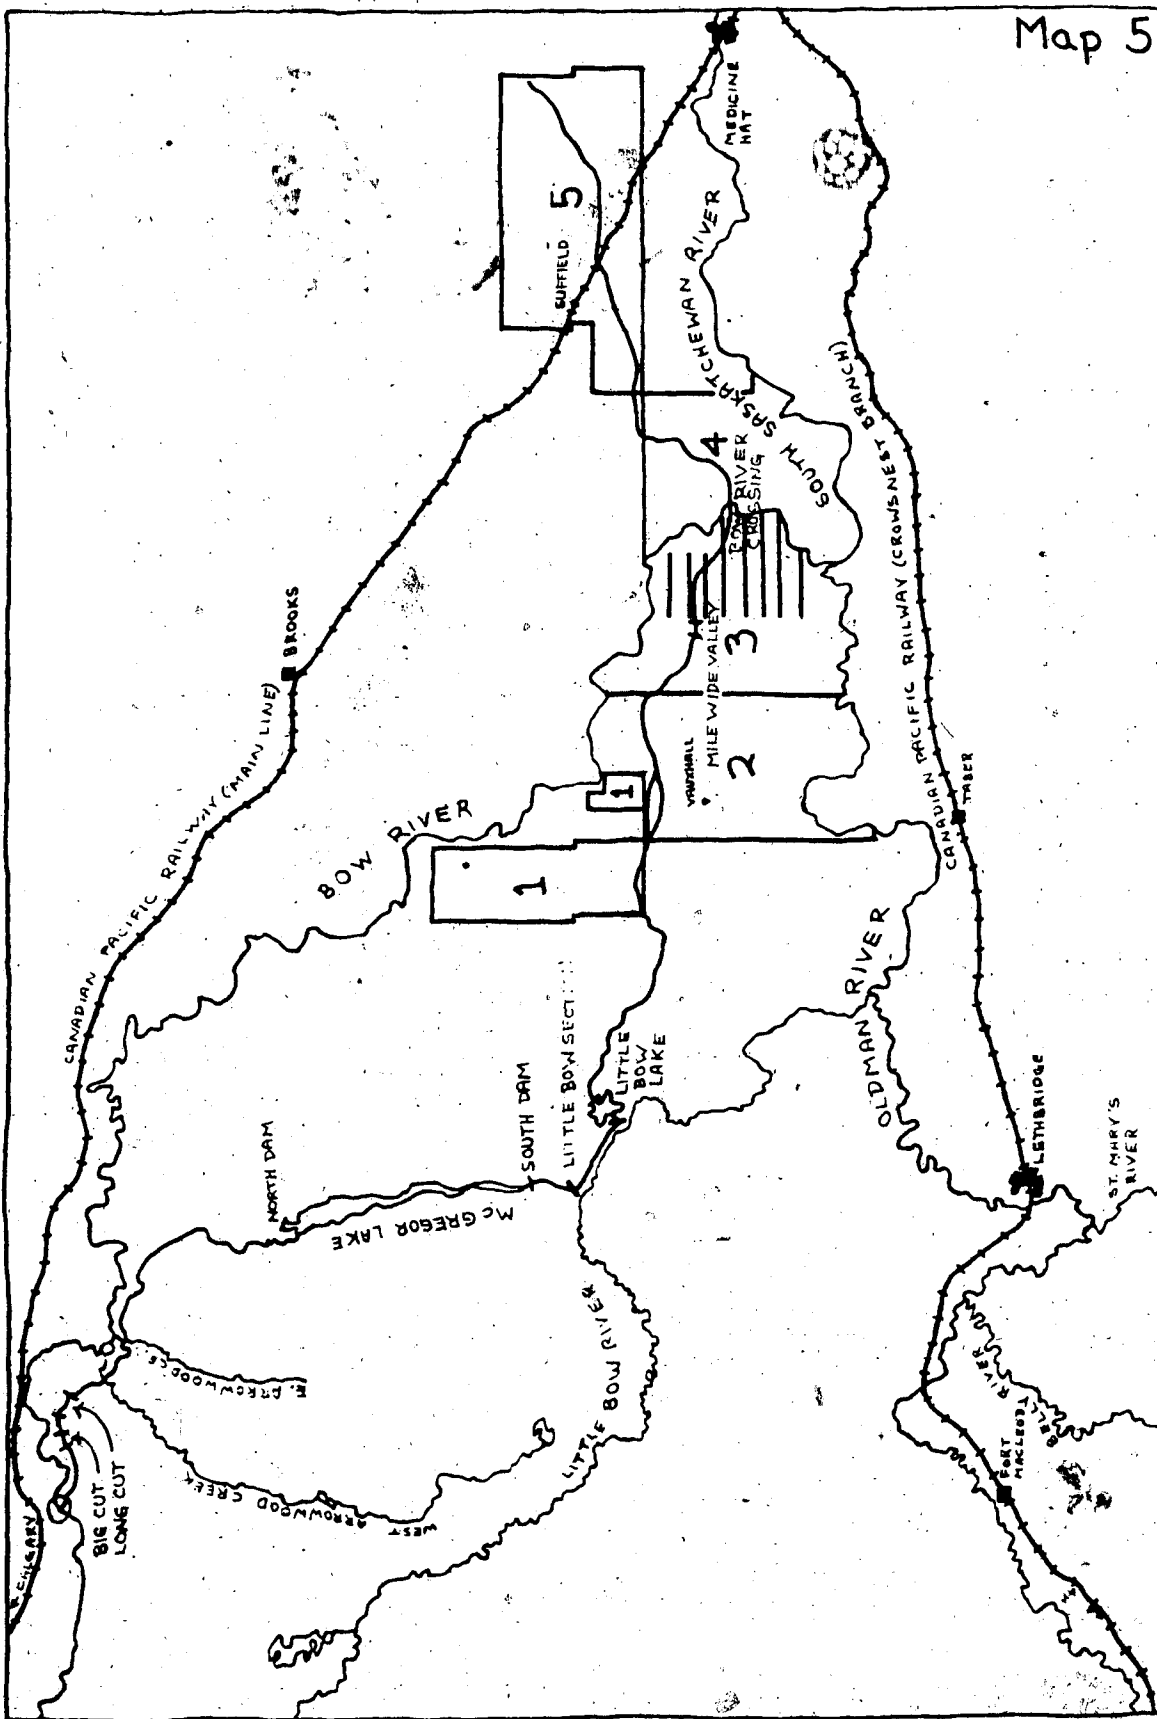 Map 5
MEDICINE
HAT
5
SUFFIELD
SOUTH SASKATCHEWAN RIVER
4
BOW RIVER
CROSSING
CANADIAN PACIFIC RAILWAY (CROWSNEST BRANCH)
BROOKS
CANADIAN PACIFIC RAILWAY (MAIN LINE)
MILE WIDE VALLEY
3
2
VAUXHALL
1
1
TABER
BOW RIVER
OLDMAN RIVER
LITTLE
BOW
LAKE
LITTLE BOW SECT
SOUTH DAM
NORTH DAM
McGREGOR LAKE
LETHBRIDGE
ST. MARY'S
RIVER
LITTLE BOW RIVER
E. ARROWWOOD
WEST ARROWWOOD CREEK
BIG CUT
LONG CUT
CALGARY
FORT
MACLEOD
BELLY RIVER